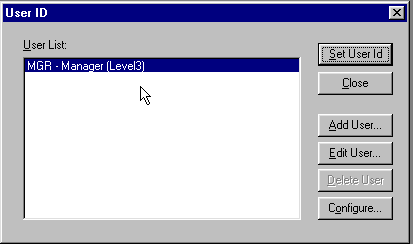 User ID
User List:
MGR - Manager (Level3)
Set User Id
Close
Add User...
Edit User...
Delete User
Configure...